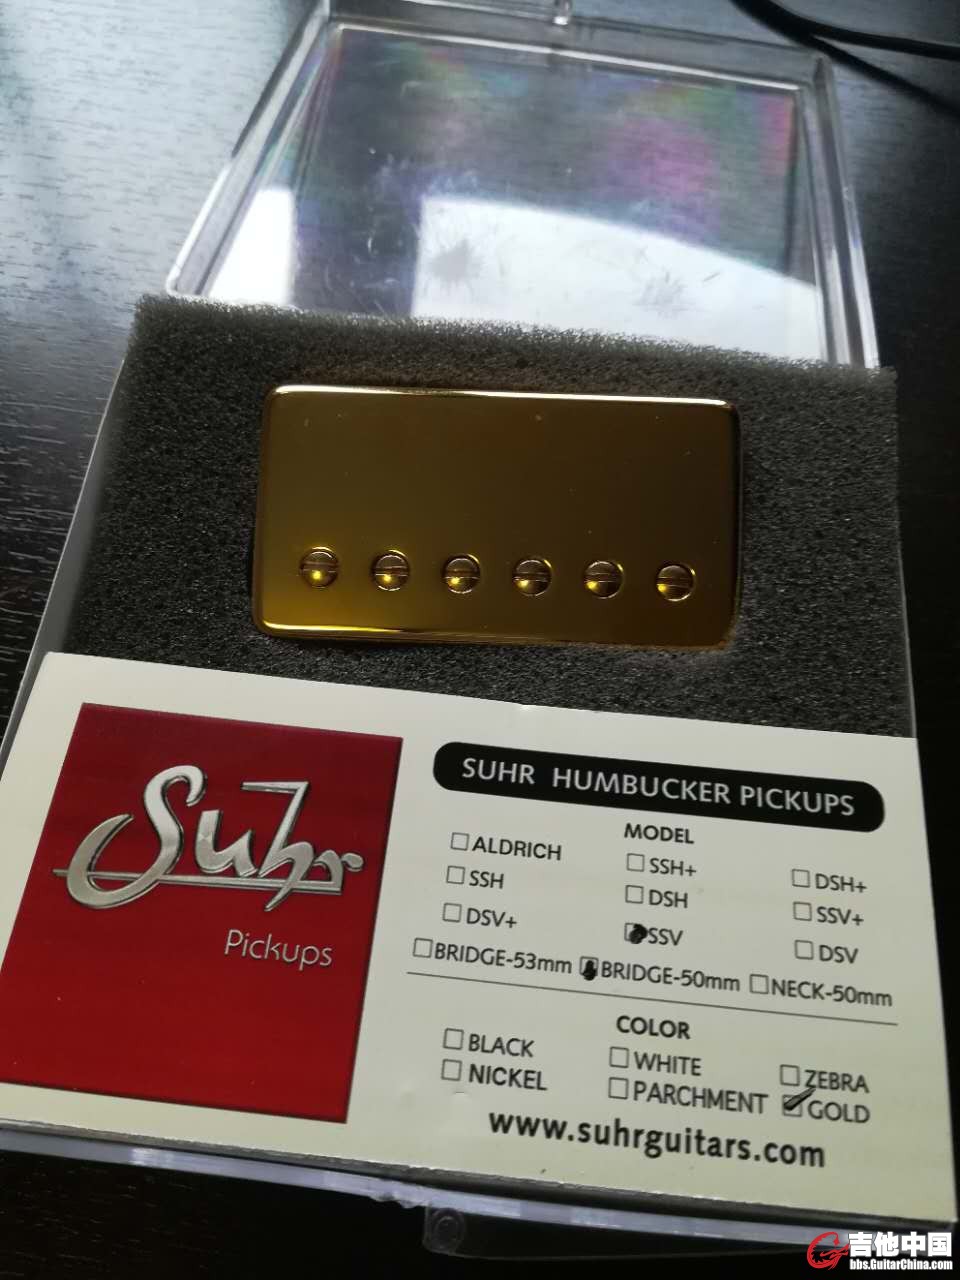 Suhr
Pickups
SUHR HUMBUCKER PICKUPS
MODEL
ALDRICH SSH+ DSH+
SSH DSH SSV+
DSV+ SSV DSV
BRIDGE-53mm BRIDGE-50mm NECK-50mm
COLOR
BLACK WHITE ZEBRA
NICKEL PARCHMENT GOLD
www.suhrguitars.com
吉他中国
bbs.GuitarChina.com